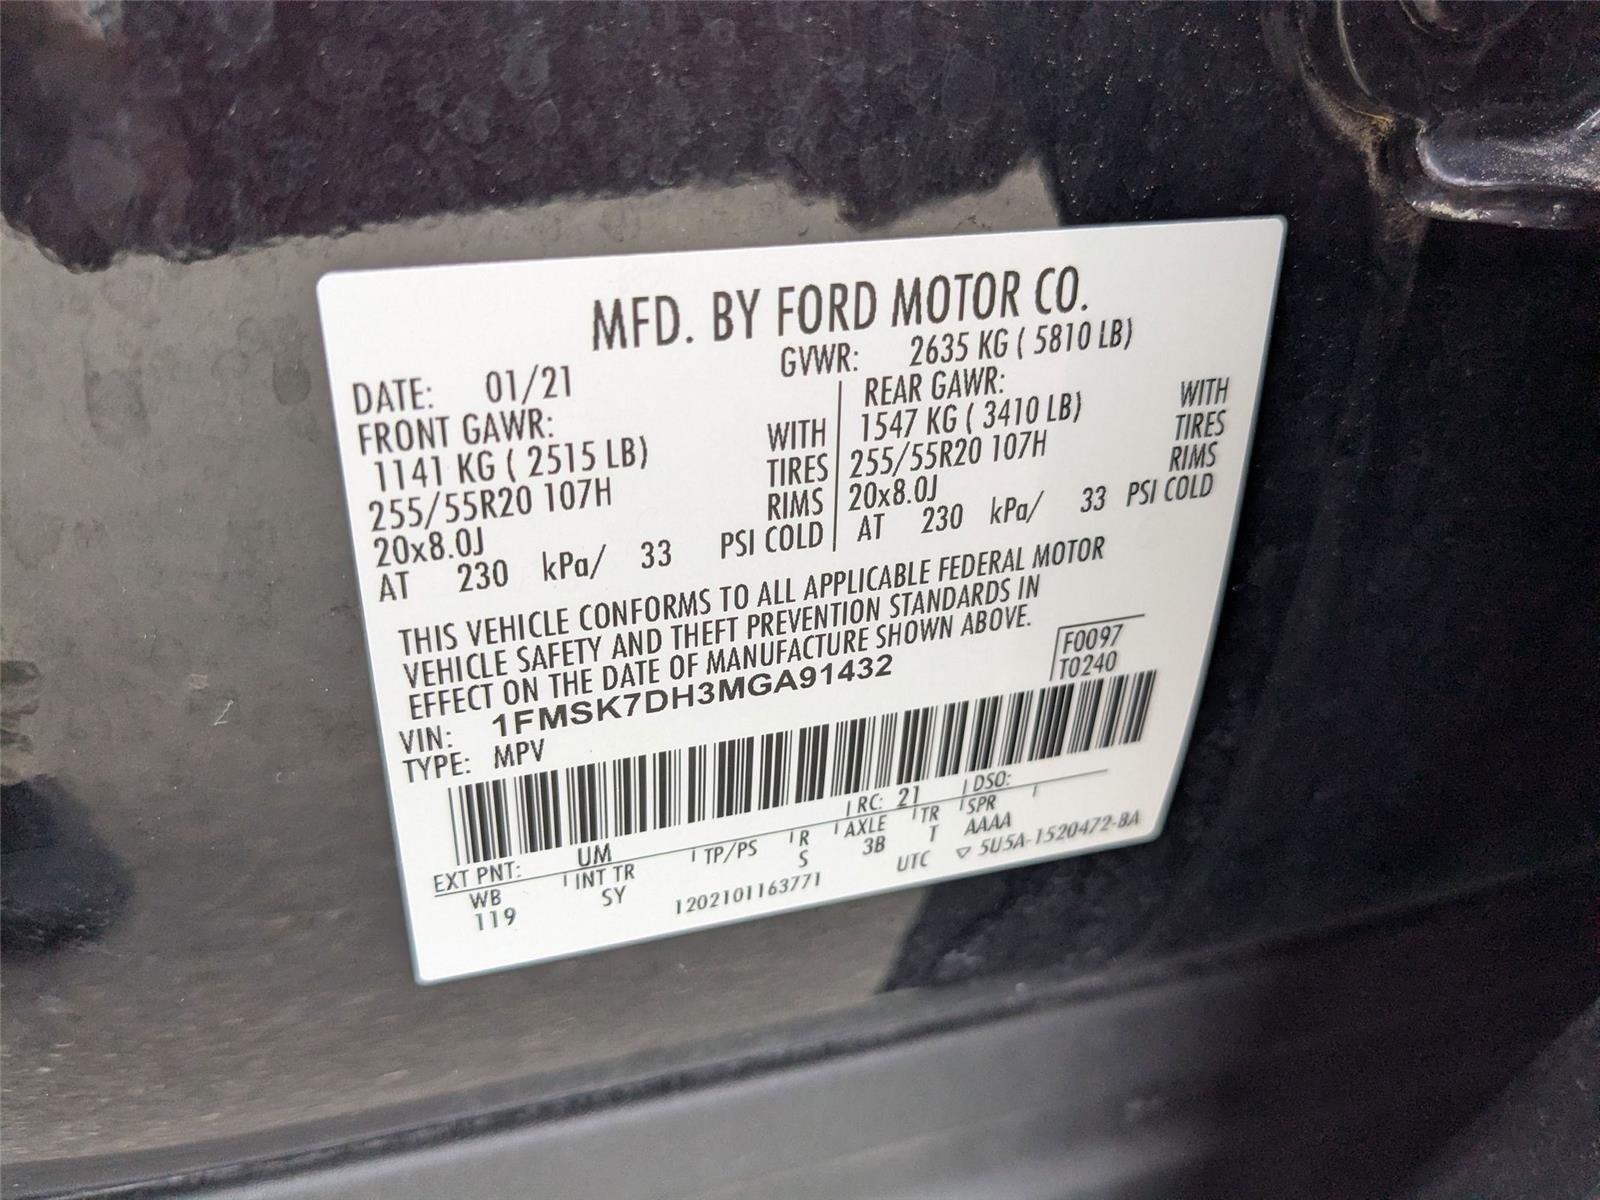 MFD. BY FORD MOTOR CO.
DATE: 01/21 GVWR: 2635 KG ( 5810 LB)
FRONT GAWR: REAR GAWR:
1141 KG ( 2515 LB) WITH 1547 KG ( 3410 LB) WITH
255/55R20 107H TIRES 255/55R20 107H TIRES
20x8.0J RIMS 20x8.0J RIMS
AT 230 kPa/ 33 PSI COLD AT 230 kPa/ 33 PSI COLD
THIS VEHICLE CONFORMS TO ALL APPLICABLE FEDERAL MOTOR
VEHICLE SAFETY AND THEFT PREVENTION STANDARDS IN
EFFECT ON THE DATE OF MANUFACTURE SHOWN ABOVE.
F0097
T0240
VIN: 1FMSK7DH3MGA91432
TYPE: MPV
EXT PNT: UM RC: 21 DSO:
WB INT TR TP/PS R AXLE TR SPR
119 SY S 3B T AAAA
1202101163771 UTC ▽ 5U5A-1520472-BA